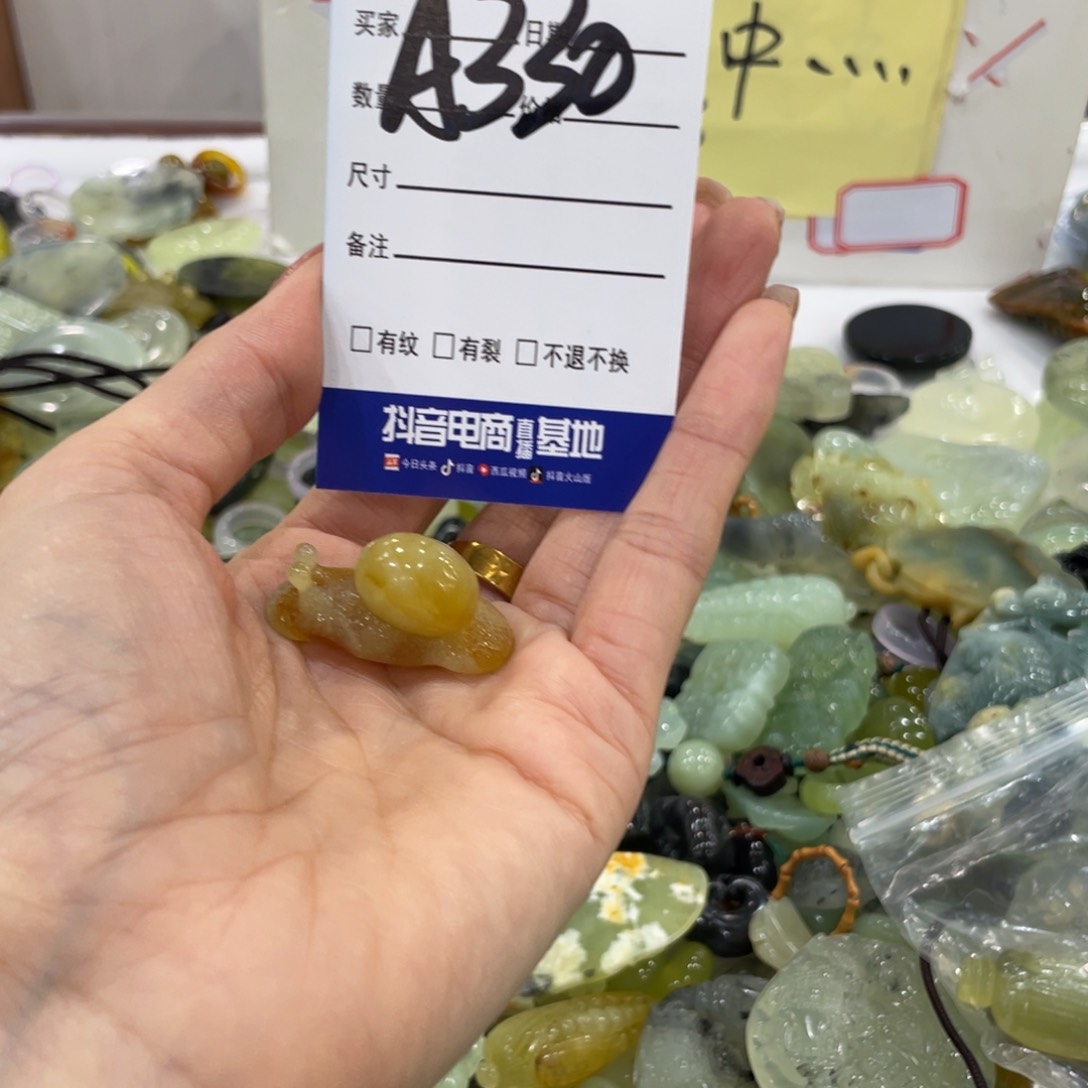 买家 日期
A350
中....
数量 价格
尺寸
备注
□有纹 □有裂 □不退不换
抖音电商直播基地
今日头条 抖音 西瓜视频 抖音火山版